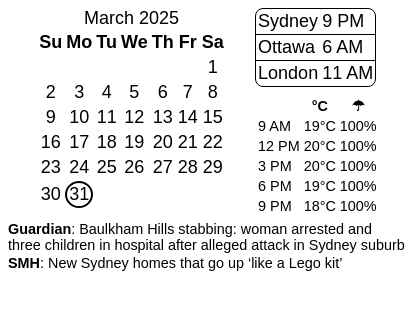 March 2025
Su Mo Tu We Th Fr Sa
1
2 3 4 5 6 7 8
9 10 11 12 13 14 15
16 17 18 19 20 21 22
23 24 25 26 27 28 29
30 31
Sydney 9 PM
Ottawa 6 AM
London 11 AM
°C ☂
9 AM 19°C 100%
12 PM 20°C 100%
3 PM 20°C 100%
6 PM 19°C 100%
9 PM 18°C 100%
Guardian: Baulkham Hills stabbing: woman arrested and
three children in hospital after alleged attack in Sydney suburb
SMH: New Sydney homes that go up ‘like a Lego kit’